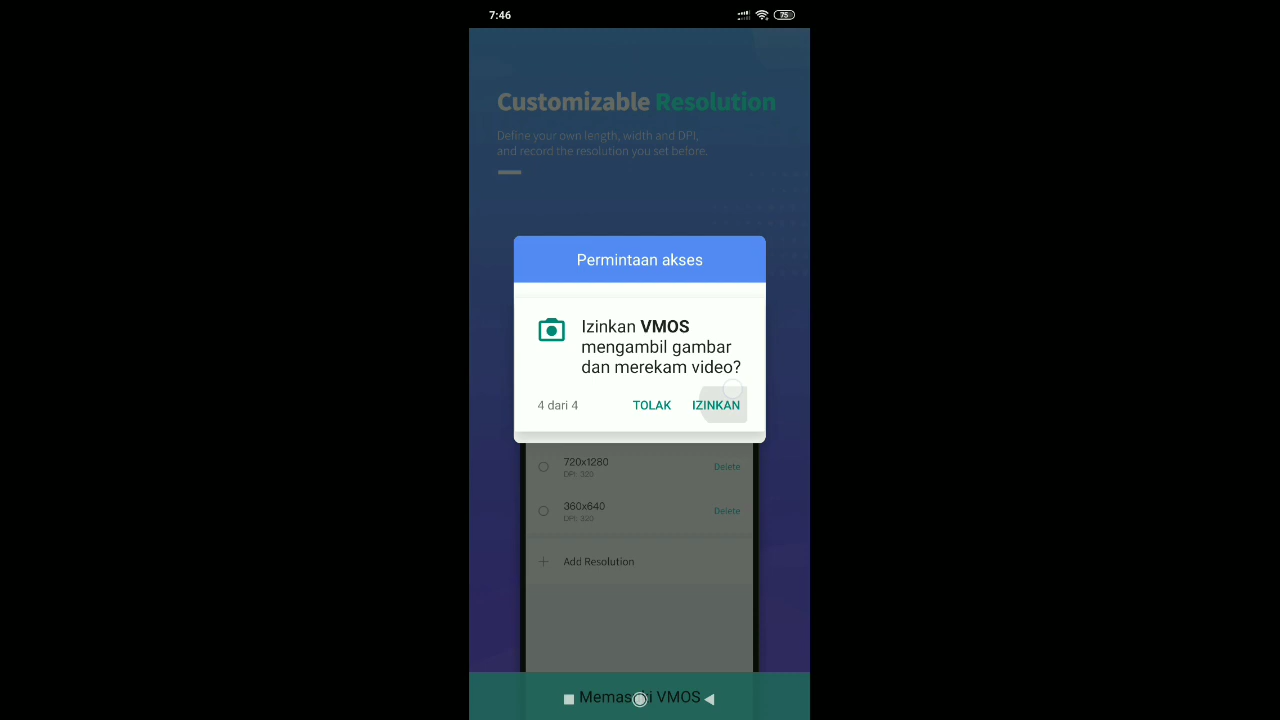 7:46
75
Customizable Resolution
Define your own length, width and DPI,
and record the resolution you set before.
Permintaan akses
Izinkan VMOS
mengambil gambar
dan merekam video?
4 dari 4
TOLAK
IZINKAN
720x1280
Delete
DPI: 320
360x640
Delete
DPI: 320
+ Add Resolution
VMOS